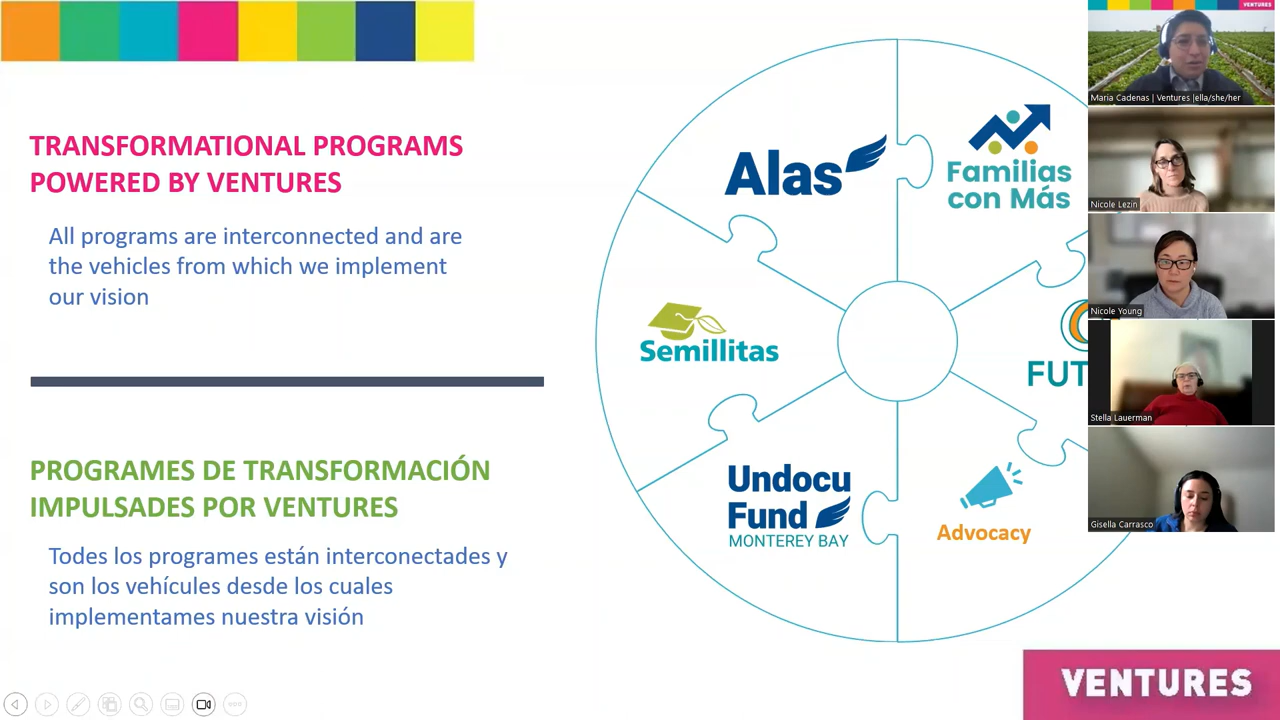 TRANSFORMATIONAL PROGRAMS
POWERED BY VENTURES
All programs are interconnected and are
the vehicles from which we implement
our vision
PROGRAMES DE TRANSFORMACIÓN
IMPULSADES POR VENTURES
Todes los programes están interconectades y
son los vehícules desde los cuales
implementames nuestra visión
Alas
Familias
con Más
Semillitas
FUT
Undocu
Fund
MONTEREY BAY
Advocacy
VENTURES
VENTURES
Maria Cadenas | Ventures |ella/she/her
Nicole Lezin
Nicole Young
Stella Lauerman
Gisella Carrasco